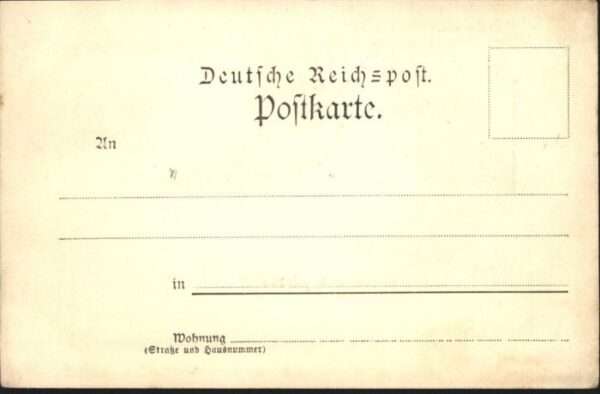 Deutſche Reichspoſt.
Poſtkarte.
An
in
Wohnung
(Straße und Hausnummer)